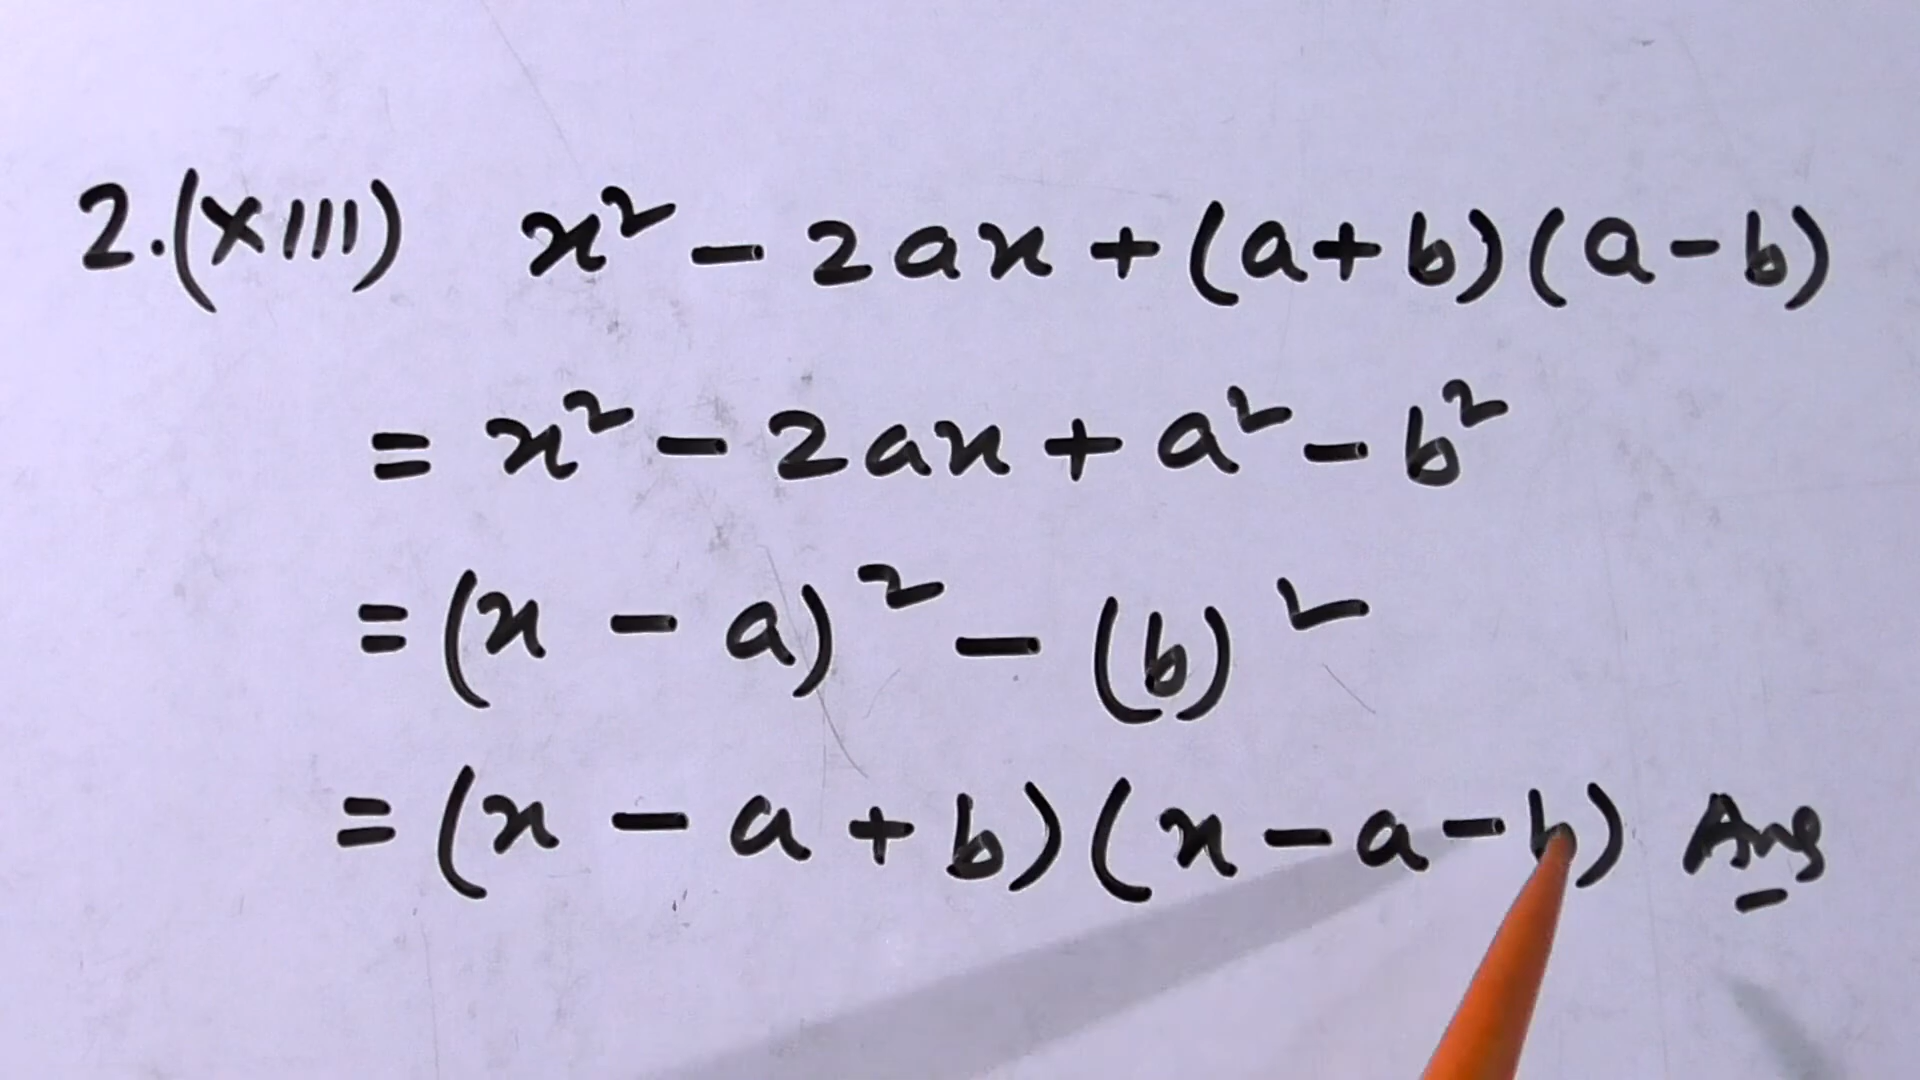 2.(XIII) x² - 2ax + (a+b)(a-b)
= x² - 2ax + a² - b²
= (x - a)² - (b)²
= (x - a + b)(x - a - b) Ans